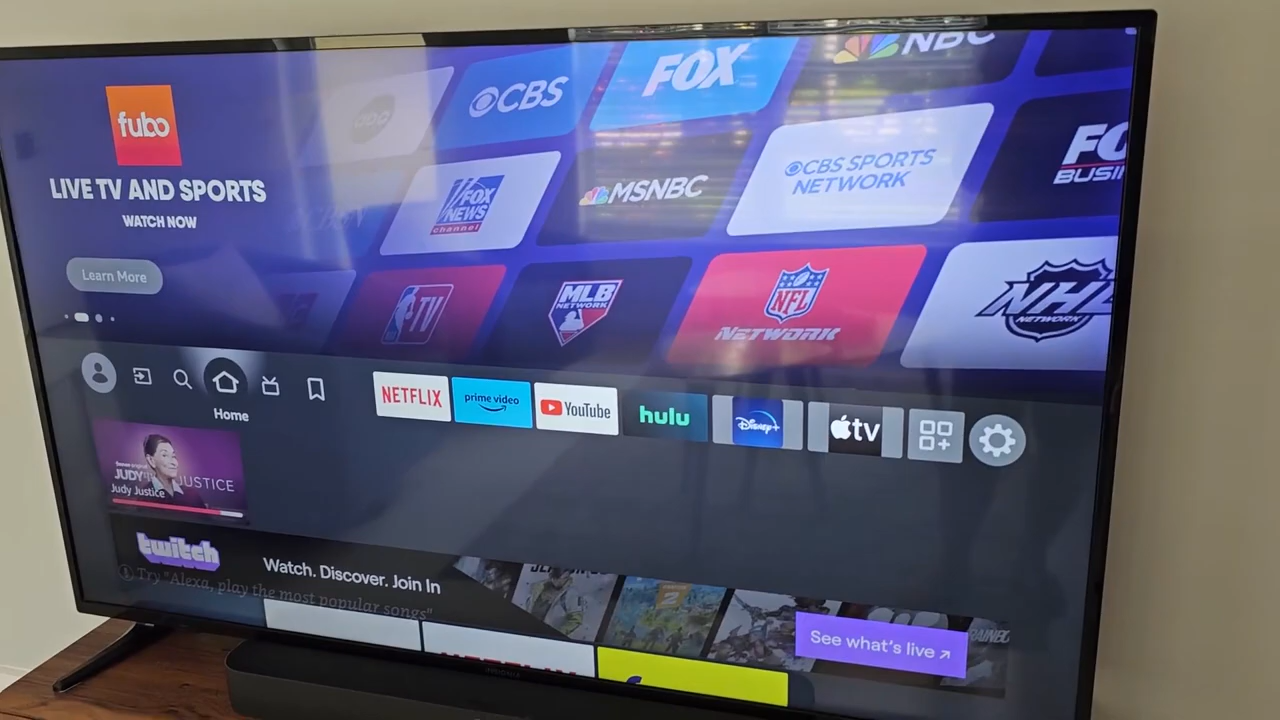 fubo
LIVE TV AND SPORTS
WATCH NOW
Learn More
abc
CBS
FOX
NBC
FOX
NEWS
channel
MSNBC
CBS SPORTS
NETWORK
FO
BUSI
TV
MLB
NETWORK
NFL
NETWORK
NHL
NETWORK
Home
NETFLIX
prime video
YouTube
hulu
Disney+
tv
JUDY JUSTICE
Judy Justice
twitch
Watch. Discover. Join In
Try "Alexa, play the most popular songs"
See what's live